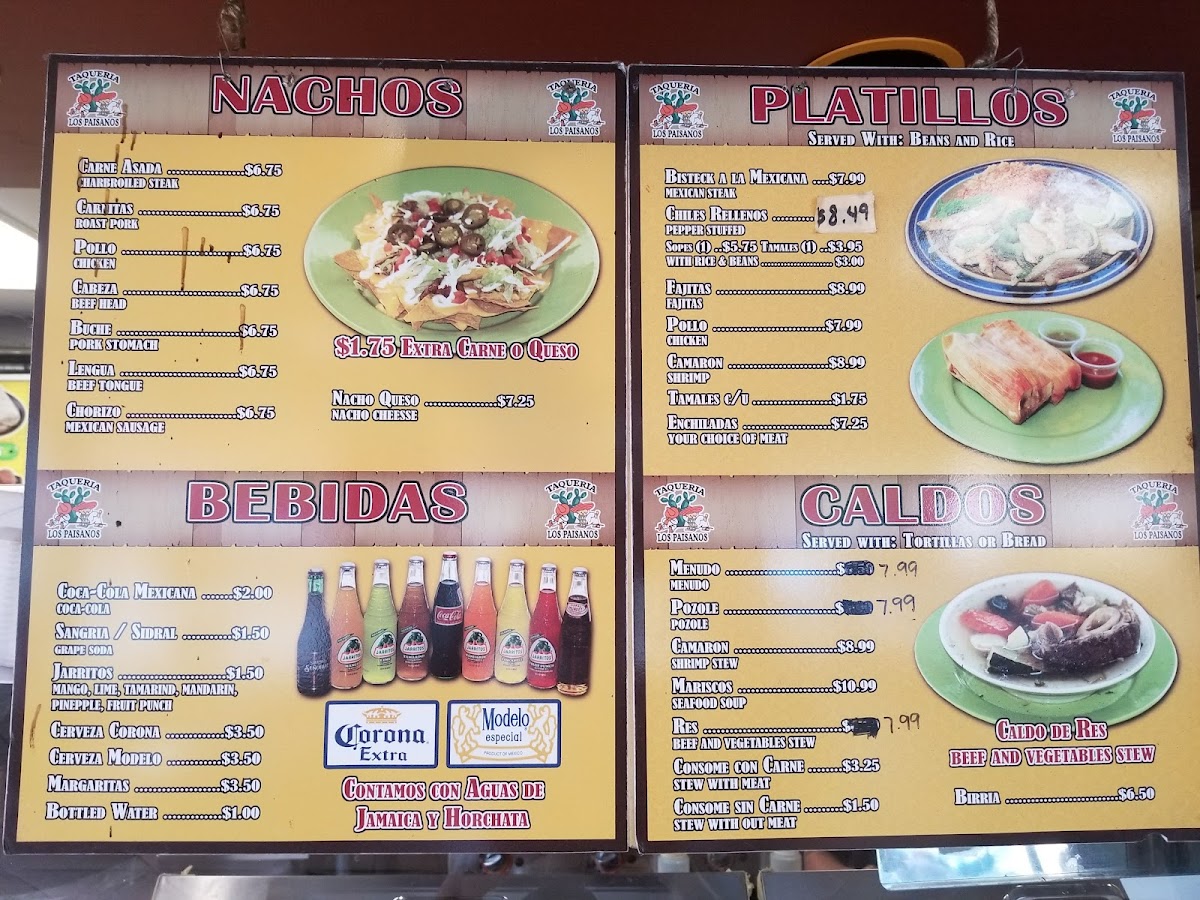 TAQUERIA
LOS PAISANOS
NACHOS
TAQUERIA
LOS PAISANOS
CARNE ASADA ..................$6.75
CHARBROILED STEAK
CARNITAS ........................$6.75
ROAST PORK
POLLO .............................$6.75
CHICKEN
CABEZA ...........................$6.75
BEEF HEAD
BUCHE ............................$6.75
PORK STOMACH
LENGUA ...........................$6.75
BEEF TONGUE
CHORIZO .........................$6.75
MEXICAN SAUSAGE
$1.75 EXTRA CARNE O QUESO
NACHO QUESO ................$7.25
NACHO CHEESSE
TAQUERIA
LOS PAISANOS
BEBIDAS
TAQUERIA
LOS PAISANOS
COCA-COLA MEXICANA .......$2.00
COCA-COLA
SANGRIA / SIDRAL ...........$1.50
GRAPE SODA
JARRITOS .........................$1.50
MANGO, LIME, TAMARIND, MANDARIN,
PINEPPLE, FRUIT PUNCH
CERVEZA CORONA .............$3.50
CERVEZA MODELO .............$3.50
MARGARITAS ....................$3.50
BOTTLED WATER .............$1.00
JARRITOS
JARRITOS
JARRITOS
Coca-Cola
JARRITOS
JARRITOS
JARRITOS
Corona
Extra
Modelo
especial
PRODUCT OF MEXICO
CONTAMOS CON AGUAS DE
JAMAICA Y HORCHATA
TAQUERIA
LOS PAISANOS
PLATILLOS
SERVED WITH: BEANS AND RICE
TAQUERIA
LOS PAISANOS
BISTECK A LA MEXICANA ....$7.99
MEXICAN STEAK
CHILES RELLENOS .......... $8.49
PEPPER STUFFED
SOPES (1) ..$5.75 TAMALES (1) ..$3.95
WITH RICE & BEANS ..................... $3.00
FAJITAS ...........................$8.99
FAJITAS
POLLO ............................$7.99
CHICKEN
CAMARON ........................$8.99
SHRIMP
TAMALES C/U ...................$1.75
ENCHILADAS ....................$7.25
YOUR CHOICE OF MEAT
TAQUERIA
LOS PAISANOS
CALDOS
SERVED WITH: TORTILLAS OR BREAD
TAQUERIA
LOS PAISANOS
MENUDO ..........................$ 7.99
MENUDO
POZOLE ...........................$ 7.99
POZOLE
CAMARON ........................$8.99
SHRIMP STEW
MARISCOS ......................$10.99
SEAFOOD SOUP
RES ................................$ 7.99
BEEF AND VEGETABLES STEW
CONSOME CON CARNE ........$3.25
STEW WITH MEAT
CONSOME SIN CARNE .........$1.50
STEW WITH OUT MEAT
CALDO DE RES
BEEF AND VEGETABLES STEW
BIRRIA ..........................$6.50